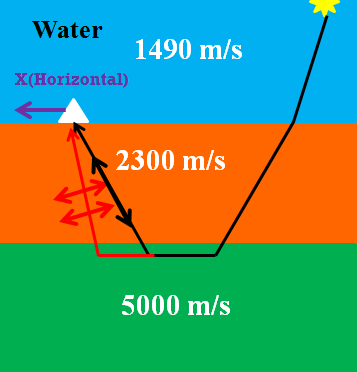 Water
1490 m/s
X(Horizontal)
2300 m/s
5000 m/s